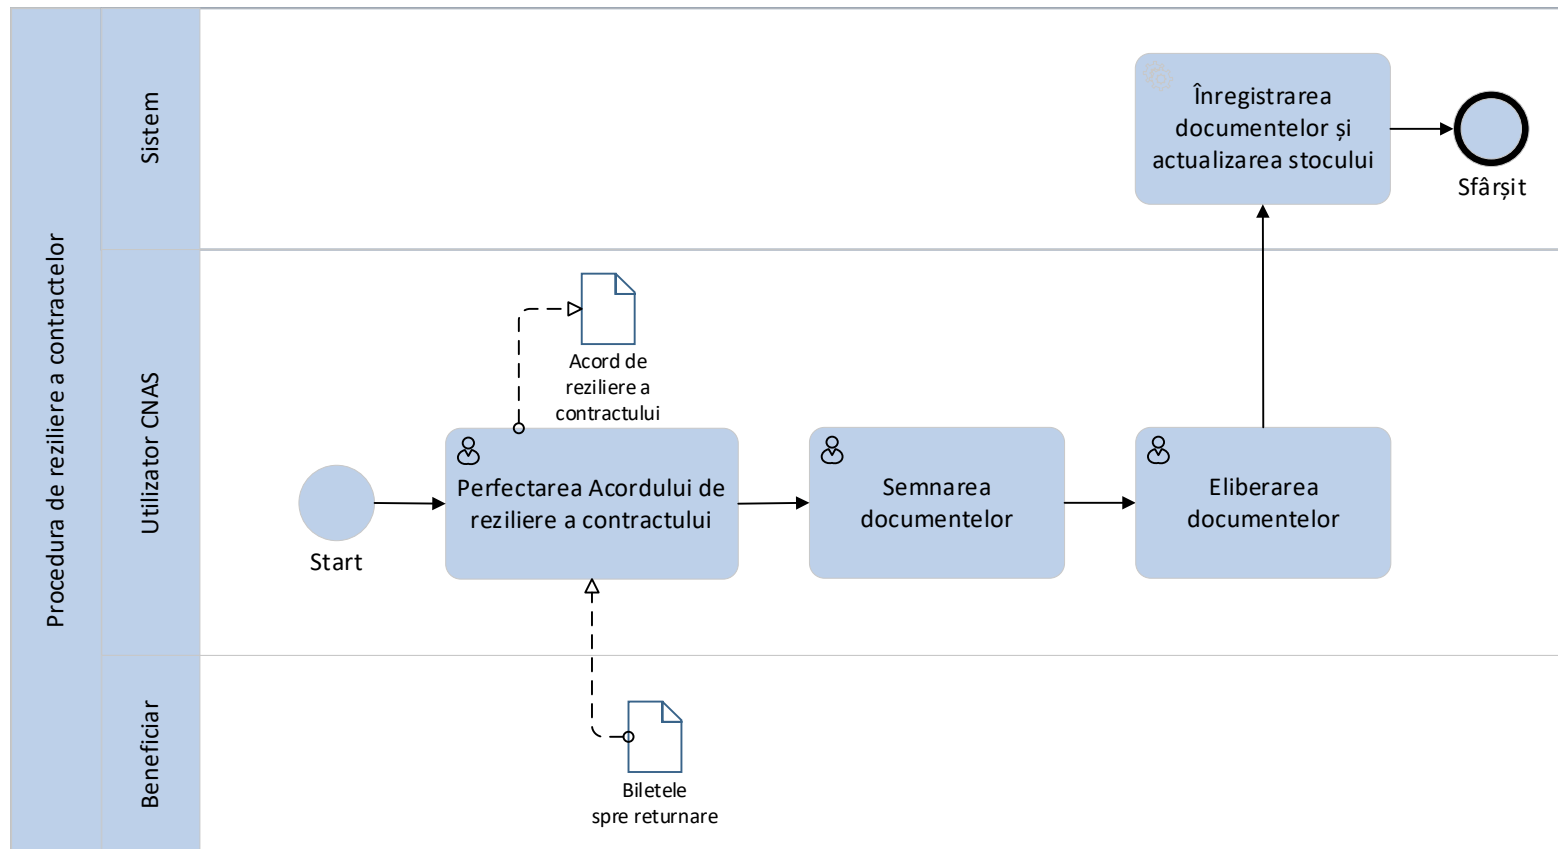 Procedura de reziliere a contractelor
Sistem
Înregistrarea
documentelor și
actualizarea stocului
Sfârșit
Utilizator CNAS
Acord de
reziliere a
contractului
Start
Perfectarea Acordului de
reziliere a contractului
Semnarea
documentelor
Eliberarea
documentelor
Beneficiar
Biletele
spre returnare